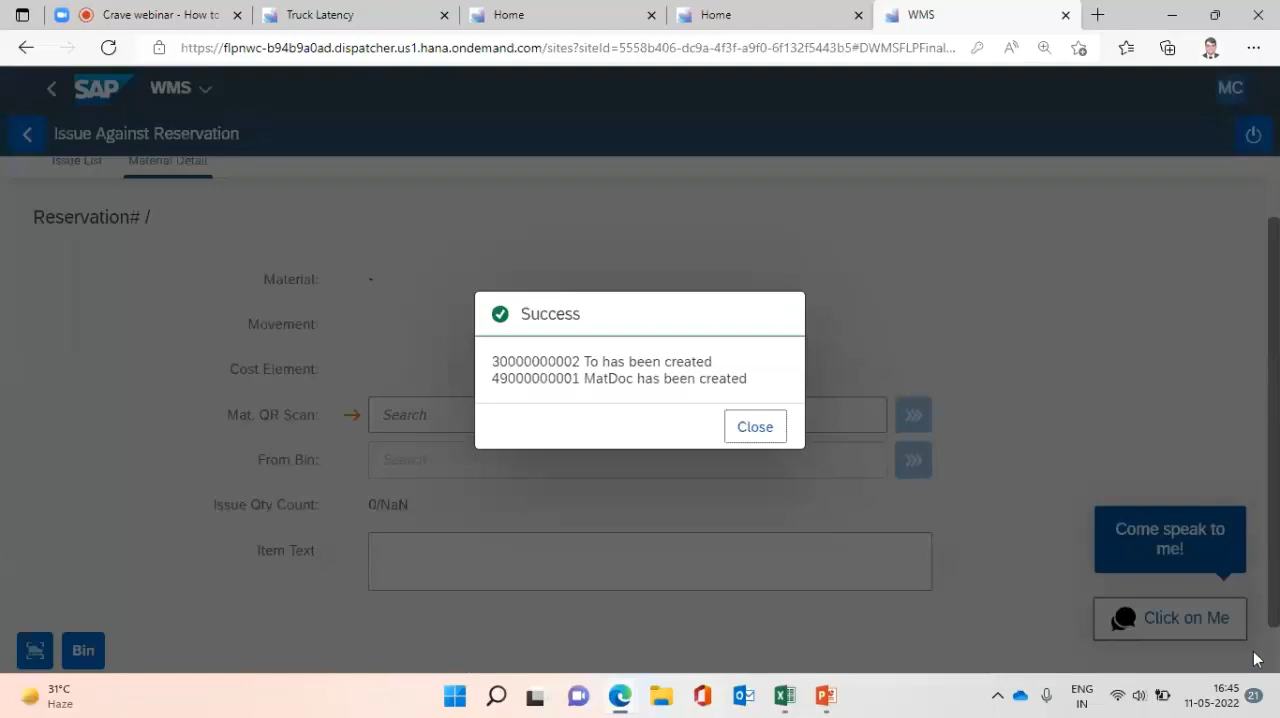 Crave webinar - How to c
Truck Latency
Home
Home
WMS
https://flpnwc-b94b9a0ad.dispatcher.us1.hana.ondemand.com/sites?siteId=5558b406-dc9a-4f3f-a9f0-6f132f5443b5#DWMSFLPFinal...
SAP WMS MC
Issue Against Reservation
Issue List Material Detail
Reservation# /
Material: -
Movement:
Cost Element:
Mat. QR Scan: Search
From Bin: Search
Issue Qty Count: 0/NaN
Item Text
Success
30000000002 To has been created
49000000001 MatDoc has been created
Close
Come speak to
me!
Click on Me
Bin
31°C
Haze
ENG
IN
16:45
11-05-2022
21